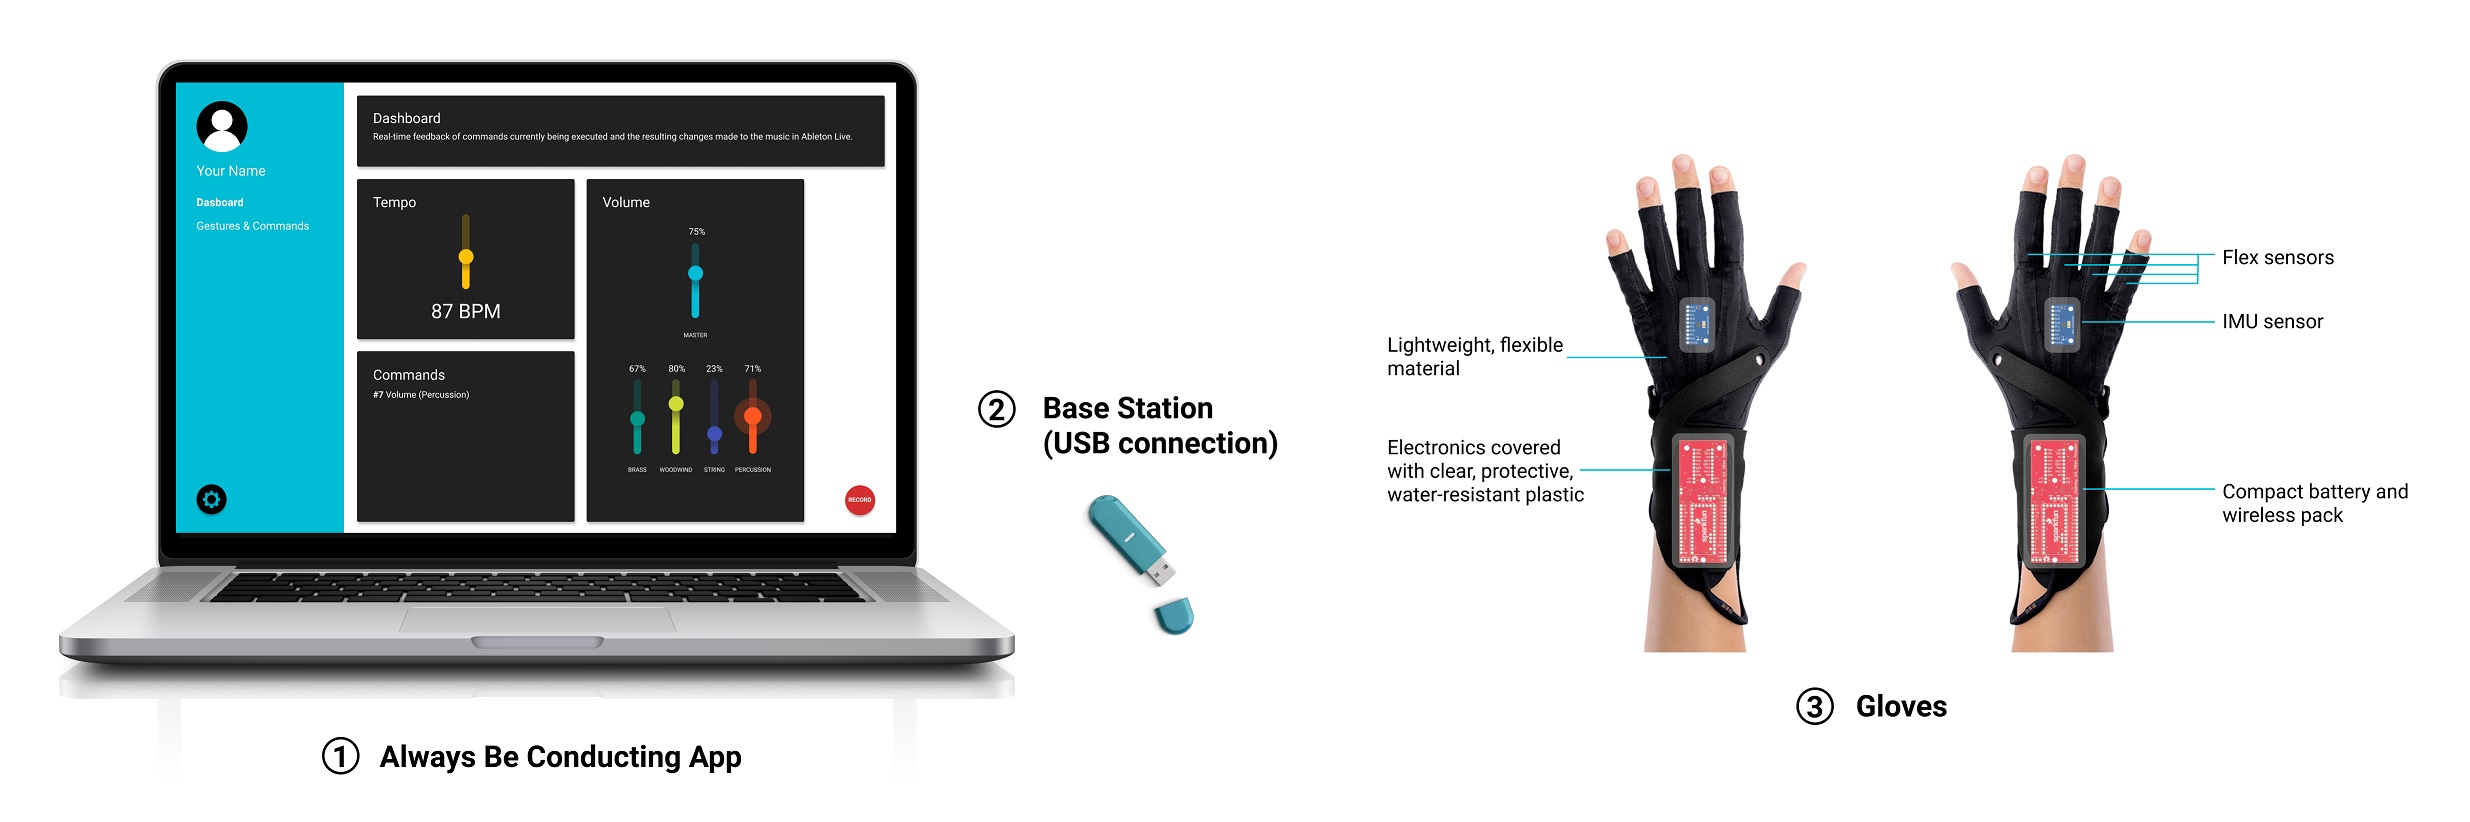 Your Name
Dasboard
Gestures & Commands
Dashboard
Real-time feedback of commands currently being executed and the resulting changes made to the music in Ableton Live.
Tempo
87 BPM
Commands
#7 Volume (Percussion)
Volume
75%
MASTER
67% 80% 23% 71%
BRASS WOODWIND STRING PERCUSSION
RECORD
1 Always Be Conducting App
2 Base Station
(USB connection)
Lightweight, flexible
material
Electronics covered
with clear, protective,
water-resistant plastic
sparkfun
sparkfun
Flex sensors
IMU sensor
Compact battery and
wireless pack
3 Gloves